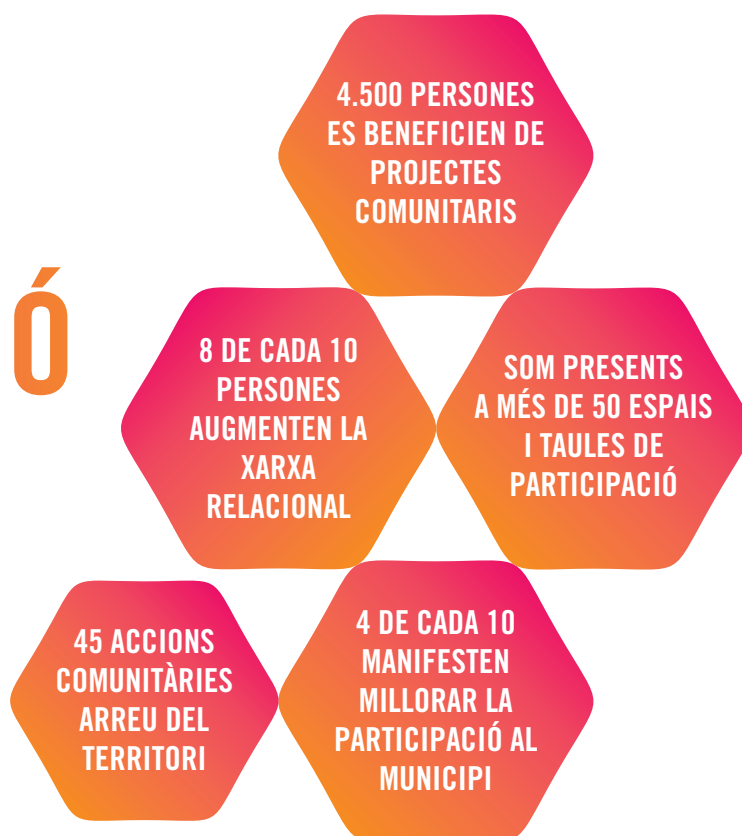 4.500 PERSONES
ES BENEFICIEN DE
PROJECTES
COMUNITARIS
Ó
8 DE CADA 10
PERSONES
AUGMENTEN LA
XARXA
RELACIONAL
SOM PRESENTS
A MÉS DE 50 ESPAIS
I TAULES DE
PARTICIPACIÓ
45 ACCIONS
COMUNITÀRIES
ARREU DEL
TERRITORI
4 DE CADA 10
MANIFESTEN
MILLORAR LA
PARTICIPACIÓ AL
MUNICIPI